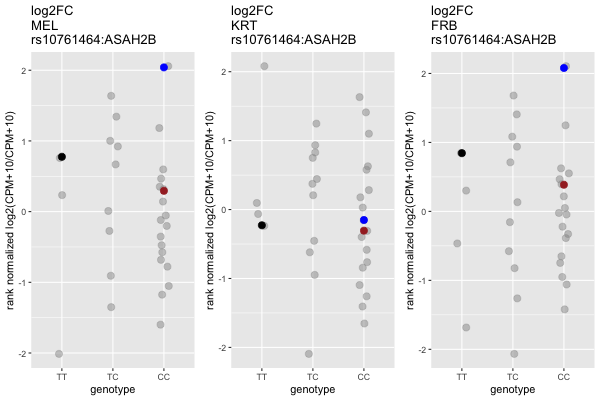 log2FC
MEL
rs10761464:ASAH2B
rank normalized log2(CPM+10/CPM+10)
2
1
0
-1
-2
TT TC CC
genotype
log2FC
KRT
rs10761464:ASAH2B
rank normalized log2(CPM+10/CPM+10)
2
1
0
-1
-2
TT TC CC
genotype
log2FC
FRB
rs10761464:ASAH2B
rank normalized log2(CPM+10/CPM+10)
2
1
0
-1
-2
TT TC CC
genotype